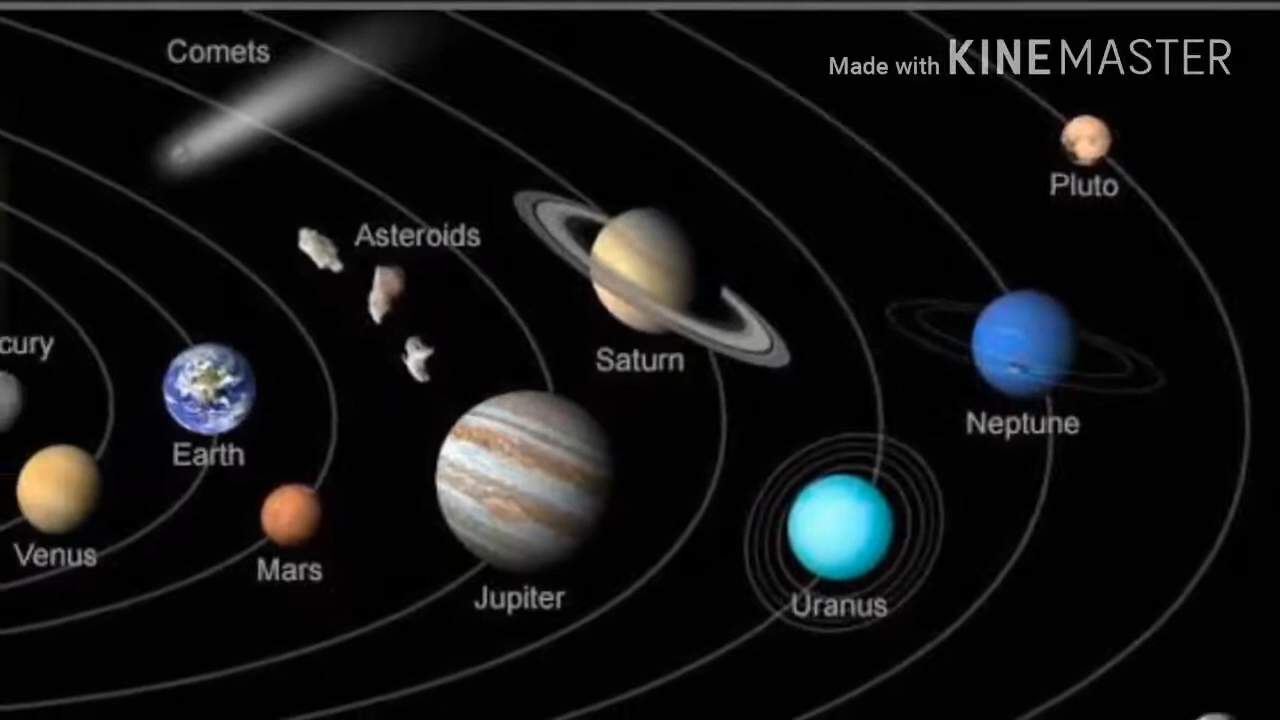 Comets
Made with KINEMASTER
Pluto
Asteroids
cury
Saturn
Neptune
Earth
Venus
Mars
Jupiter
Uranus